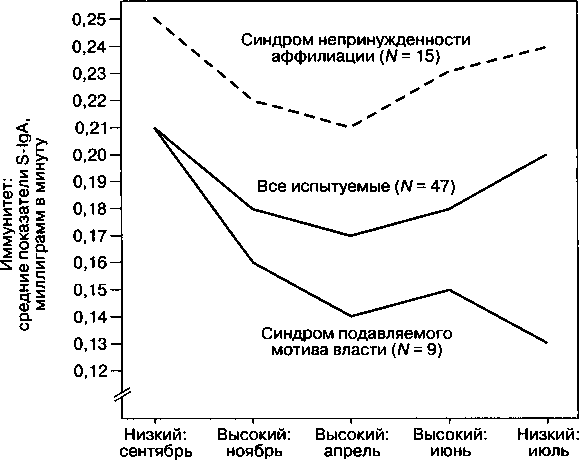 Иммунитет:
средние показатели S-IgA,
миллиграмм в минуту
0,25
0,24
0,23
0,22
0,21
0,20
0,19
0,18
0,17
0,16
0,15
0,14
0,13
0,12
Синдром непринужденности
аффилиации (N = 15)
Все испытуемые (N = 47)
Синдром подавляемого
мотива власти (N = 9)
Низкий:
сентябрь
Высокий:
ноябрь
Высокий:
апрель
Высокий:
июнь
Низкий:
июль